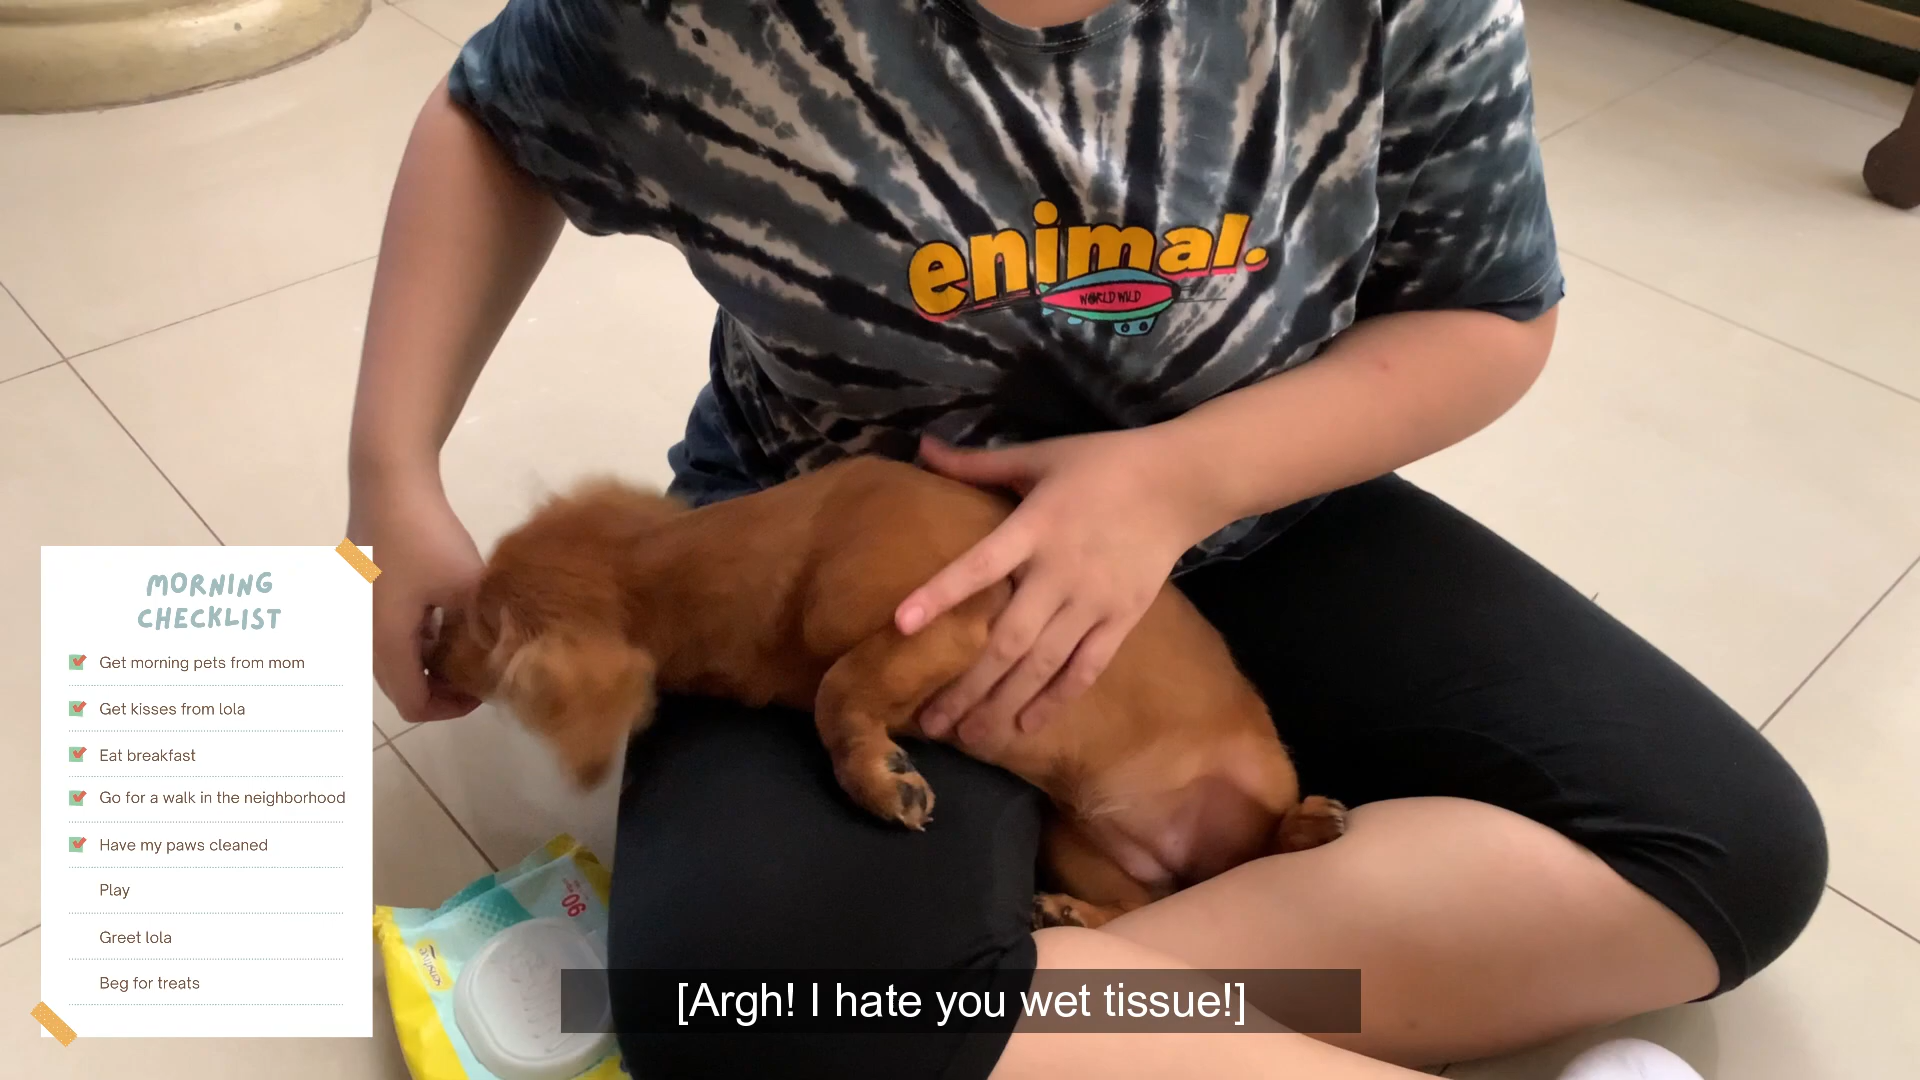 enimal.
WORLD WILD
MORNING
CHECKLIST
Get morning pets from mom
Get kisses from lola
Eat breakfast
Go for a walk in the neighborhood
Have my paws cleaned
Play
Greet lola
Beg for treats
90
sensitive
[Argh! I hate you wet tissue!]